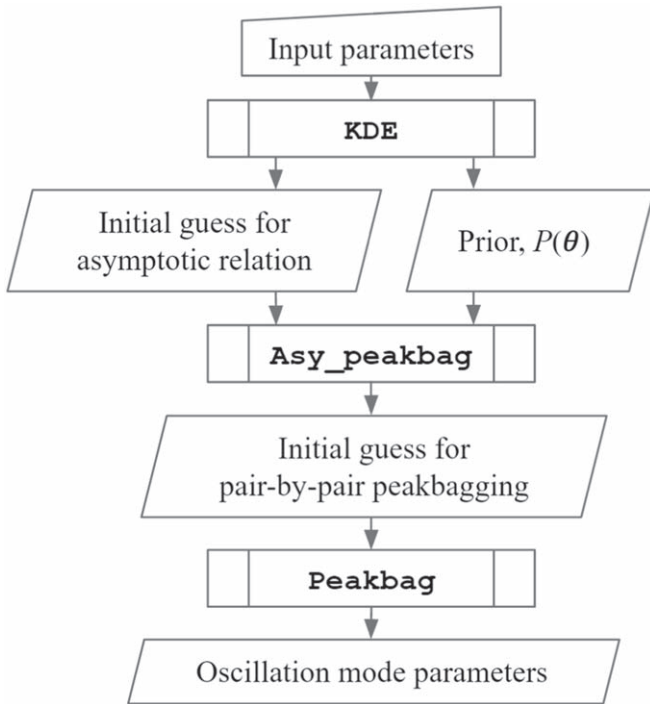 Input parameters
KDE
Initial guess for
asymptotic relation
Prior, P(θ)
Asy_peakbag
Initial guess for
pair-by-pair peakbagging
Peakbag
Oscillation mode parameters